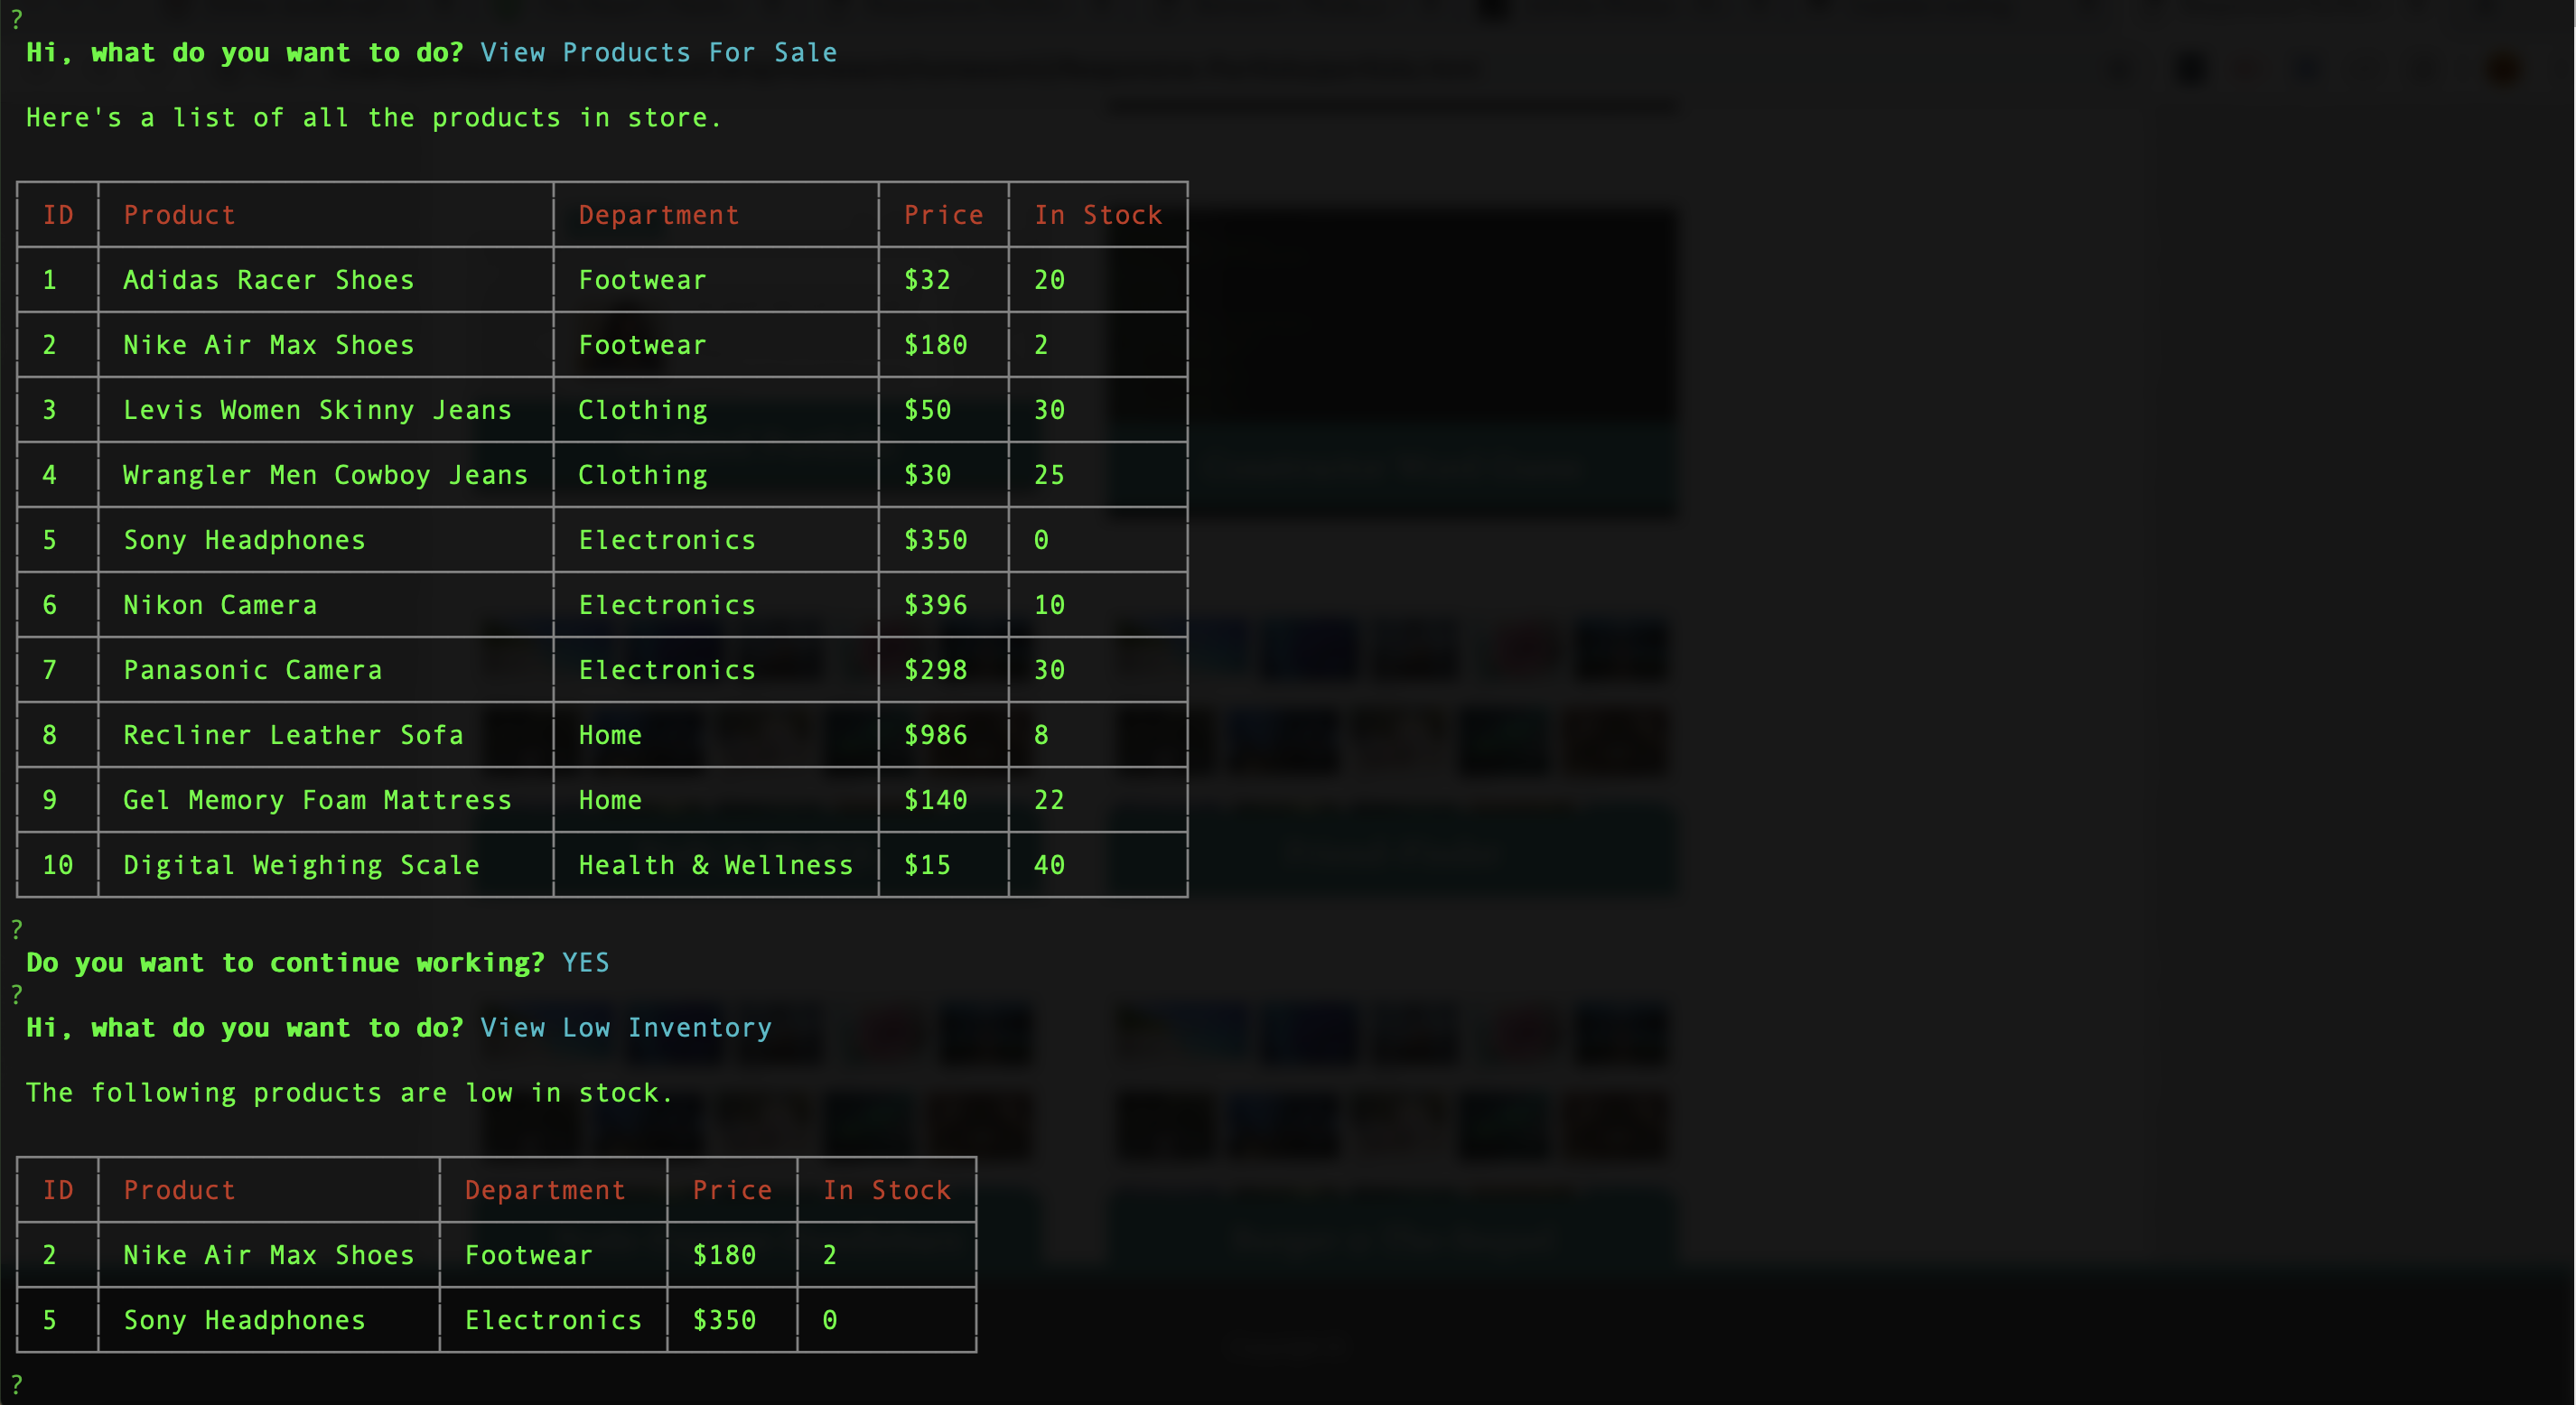 ?
Hi, what do you want to do? View Products For Sale
Here's a list of all the products in store.
ID Product Department Price In Stock
1 Adidas Racer Shoes Footwear $32 20
2 Nike Air Max Shoes Footwear $180 2
3 Levis Women Skinny Jeans Clothing $50 30
4 Wrangler Men Cowboy Jeans Clothing $30 25
5 Sony Headphones Electronics $350 0
6 Nikon Camera Electronics $396 10
7 Panasonic Camera Electronics $298 30
8 Recliner Leather Sofa Home $986 8
9 Gel Memory Foam Mattress Home $140 22
10 Digital Weighing Scale Health & Wellness $15 40
?
Do you want to continue working? YES
?
Hi, what do you want to do? View Low Inventory
The following products are low in stock.
ID Product Department Price In Stock
2 Nike Air Max Shoes Footwear $180 2
5 Sony Headphones Electronics $350 0
?